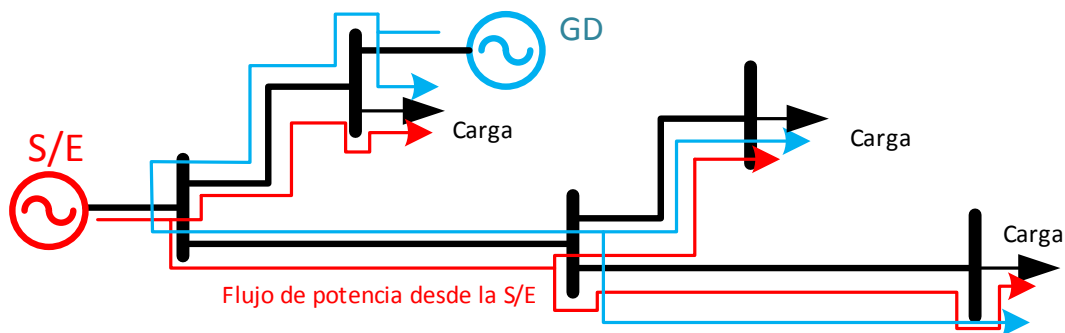 GD
Carga
S/E
Carga
Carga
Flujo de potencia desde la S/E